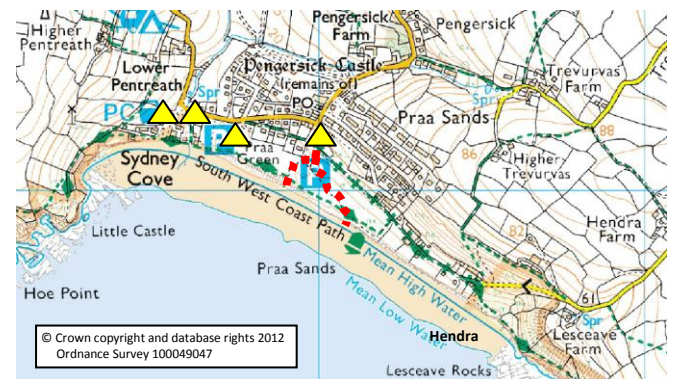 Higher
Pentreath
Pengersick
Farm
Pengersick
Lower
Pentreath
Spr
Pengersick Castle
(remains of)
PO
Trevurvas
Farm
Spr
PC
P
Praa
Green
Praa Sands
88
86
Higher
Trevurvas
Sydney
Cove
South West Coast Path
P
Little Castle
82
Hendra
Farm
Praa Sands
Mean High Water
Mean Low Water
Hoe Point
61
Spr
Hendra
Lesceave
Farm
Lesceave Rocks
© Crown copyright and database rights 2012
Ordnance Survey 100049047